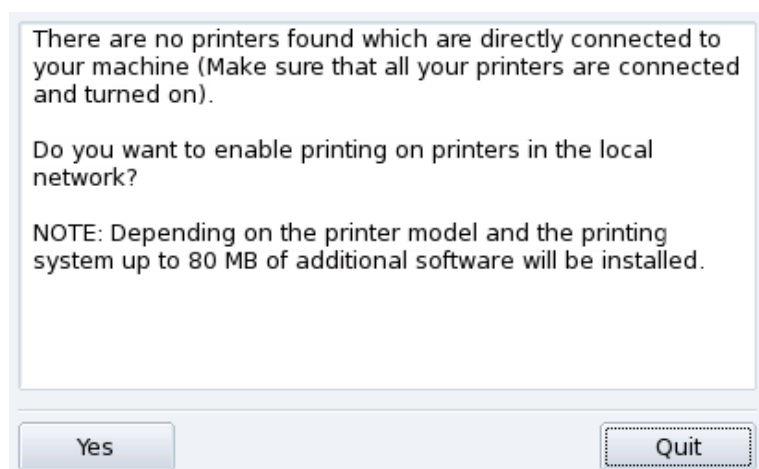 There are no printers found which are directly connected to
your machine (Make sure that all your printers are connected
and turned on).
Do you want to enable printing on printers in the local
network?
NOTE: Depending on the printer model and the printing
system up to 80 MB of additional software will be installed.
Yes
Quit